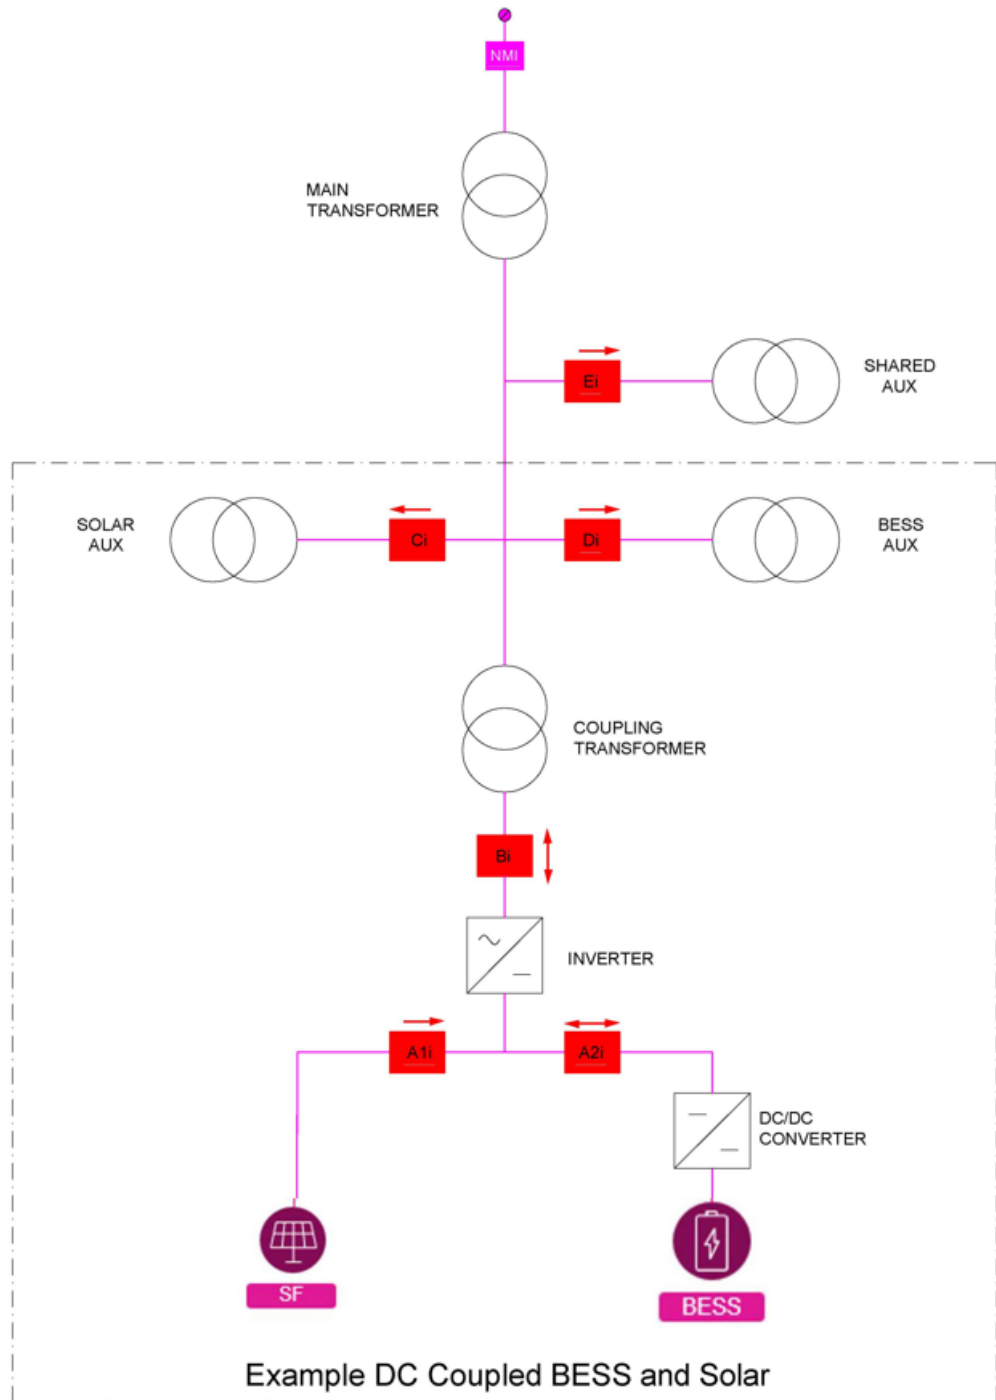 NMI
MAIN
TRANSFORMER
Ei
SHARED
AUX
SOLAR
AUX
Ci
Di
BESS
AUX
COUPLING
TRANSFORMER
Bi
INVERTER
A1i
A2i
DC/DC
CONVERTER
SF
BESS
Example DC Coupled BESS and Solar